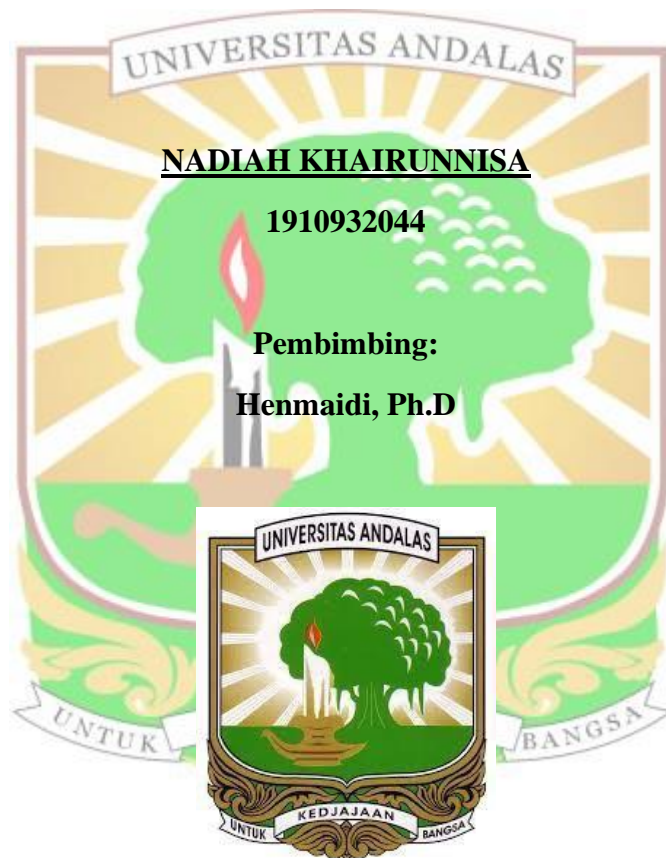 UNIVERSITAS ANDALAS
NADIAH KHAIRUNNISA
1910932044
Pembimbing:
Henmaidi, Ph.D
UNIVERSITAS ANDALAS
UNTUK KEDJAJAAN BANGSA
UNTUK BANGSA